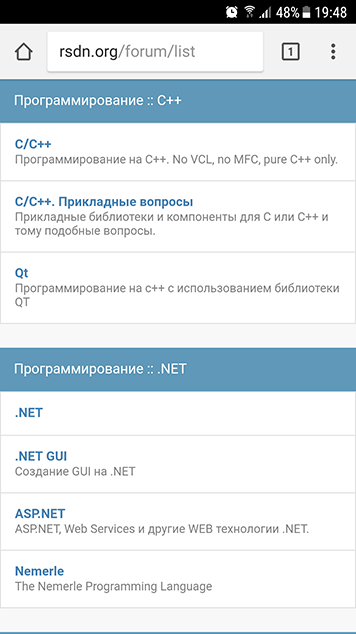 48% 19:48
rsdn.org/forum/list
1
Программирование :: C++
C/C++
Программирование на C++. No VCL, no MFC, pure C++ only.
C/C++. Прикладные вопросы
Прикладные библиотеки и компоненты для C или C++ и
тому подобные вопросы.
Qt
Программирование на с++ с использованием библиотеки
QT
Программирование :: .NET
.NET
.NET GUI
Создание GUI на .NET
ASP.NET
ASP.NET, Web Services и другие WEB технологии .NET.
Nemerle
The Nemerle Programming Language